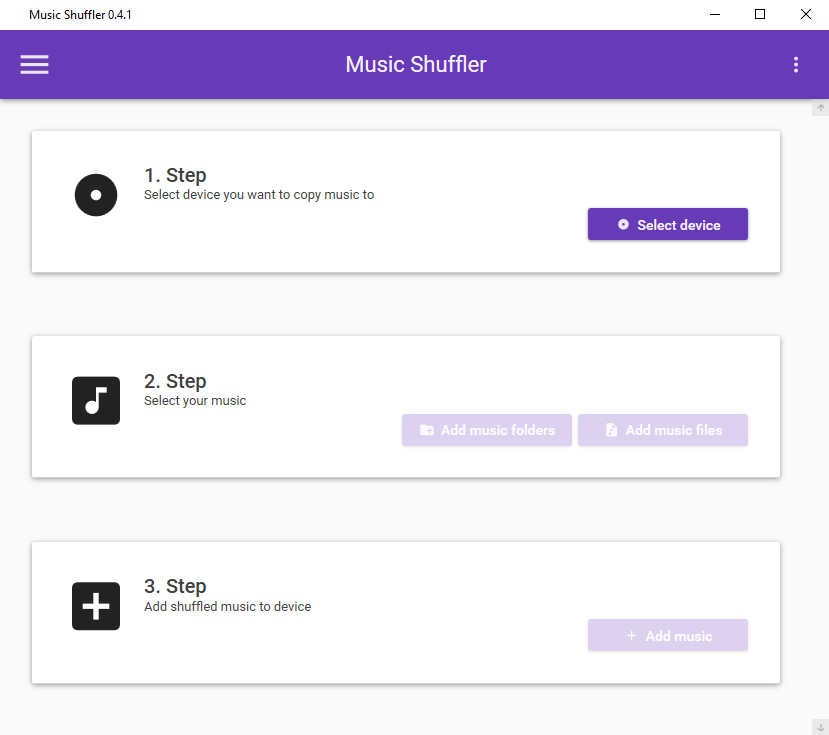 Music Shuffler 0.4.1
Music Shuffler
1. Step
Select device you want to copy music to
Select device
2. Step
Select your music
Add music folders
Add music files
3. Step
Add shuffled music to device
Add music